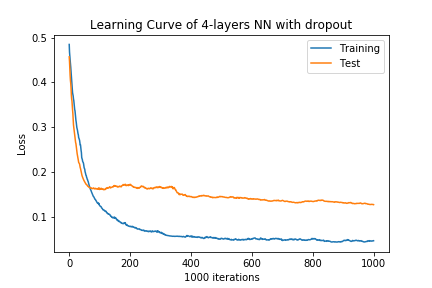 Learning Curve of 4-layers NN with dropout
Training
Test
Loss
0.5
0.4
0.3
0.2
0.1
0 200 400 600 800 1000
1000 iterations